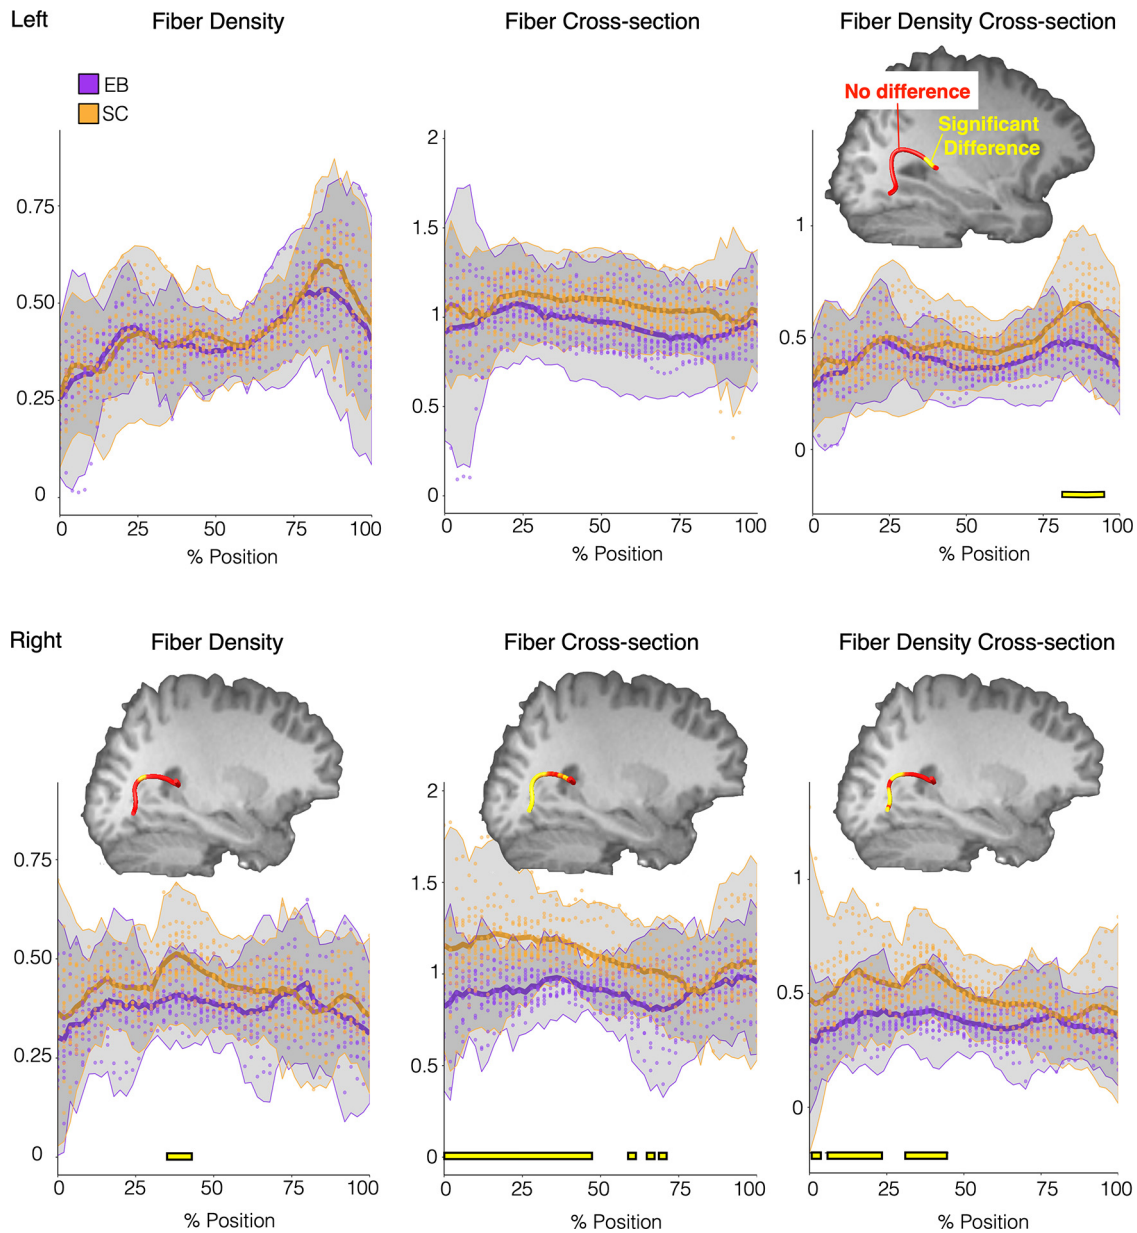 Left
Fiber Density
Fiber Cross-section
Fiber Density Cross-section
EB
SC
No difference
Significant
Difference
0.75
0.50
0.25
0
2
1.5
1
0.5
0
1
0.5
0
0 25 50 75 100
0 25 50 75 100
0 25 50 75 100
% Position
% Position
% Position
Right
Fiber Density
Fiber Cross-section
Fiber Density Cross-section
0.75
0.50
0.25
0
2
1.5
1
0.5
0
1
0.5
0
0 25 50 75 100
0 25 50 75 100
0 25 50 75 100
% Position
% Position
% Position